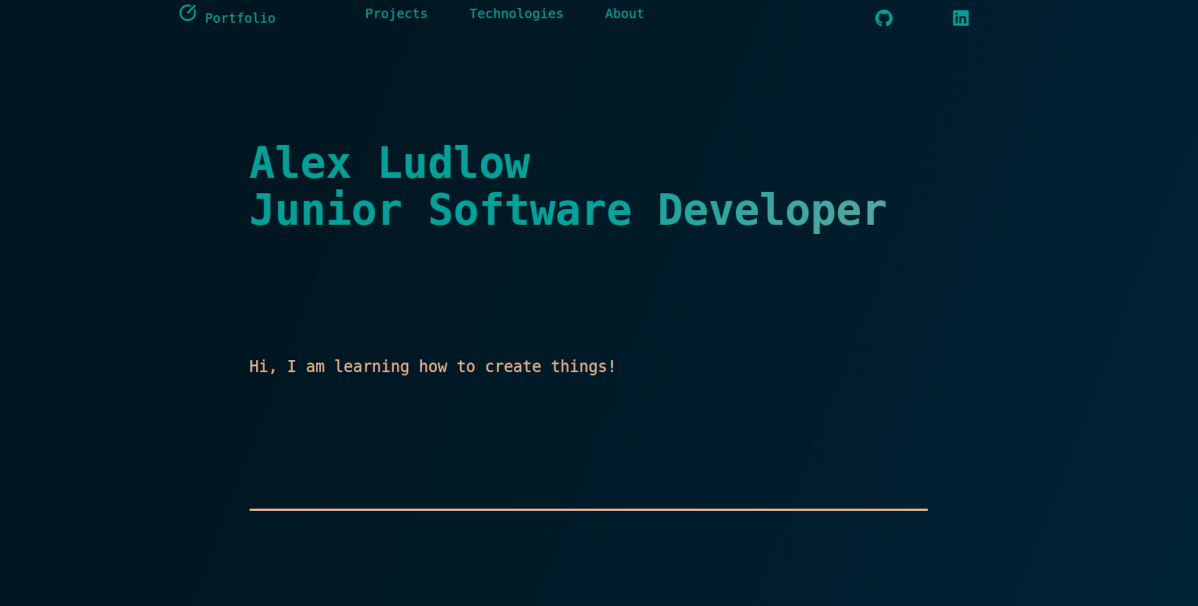 Portfolio
Projects
Technologies
About
Alex Ludlow
Junior Software Developer
Hi, I am learning how to create things!